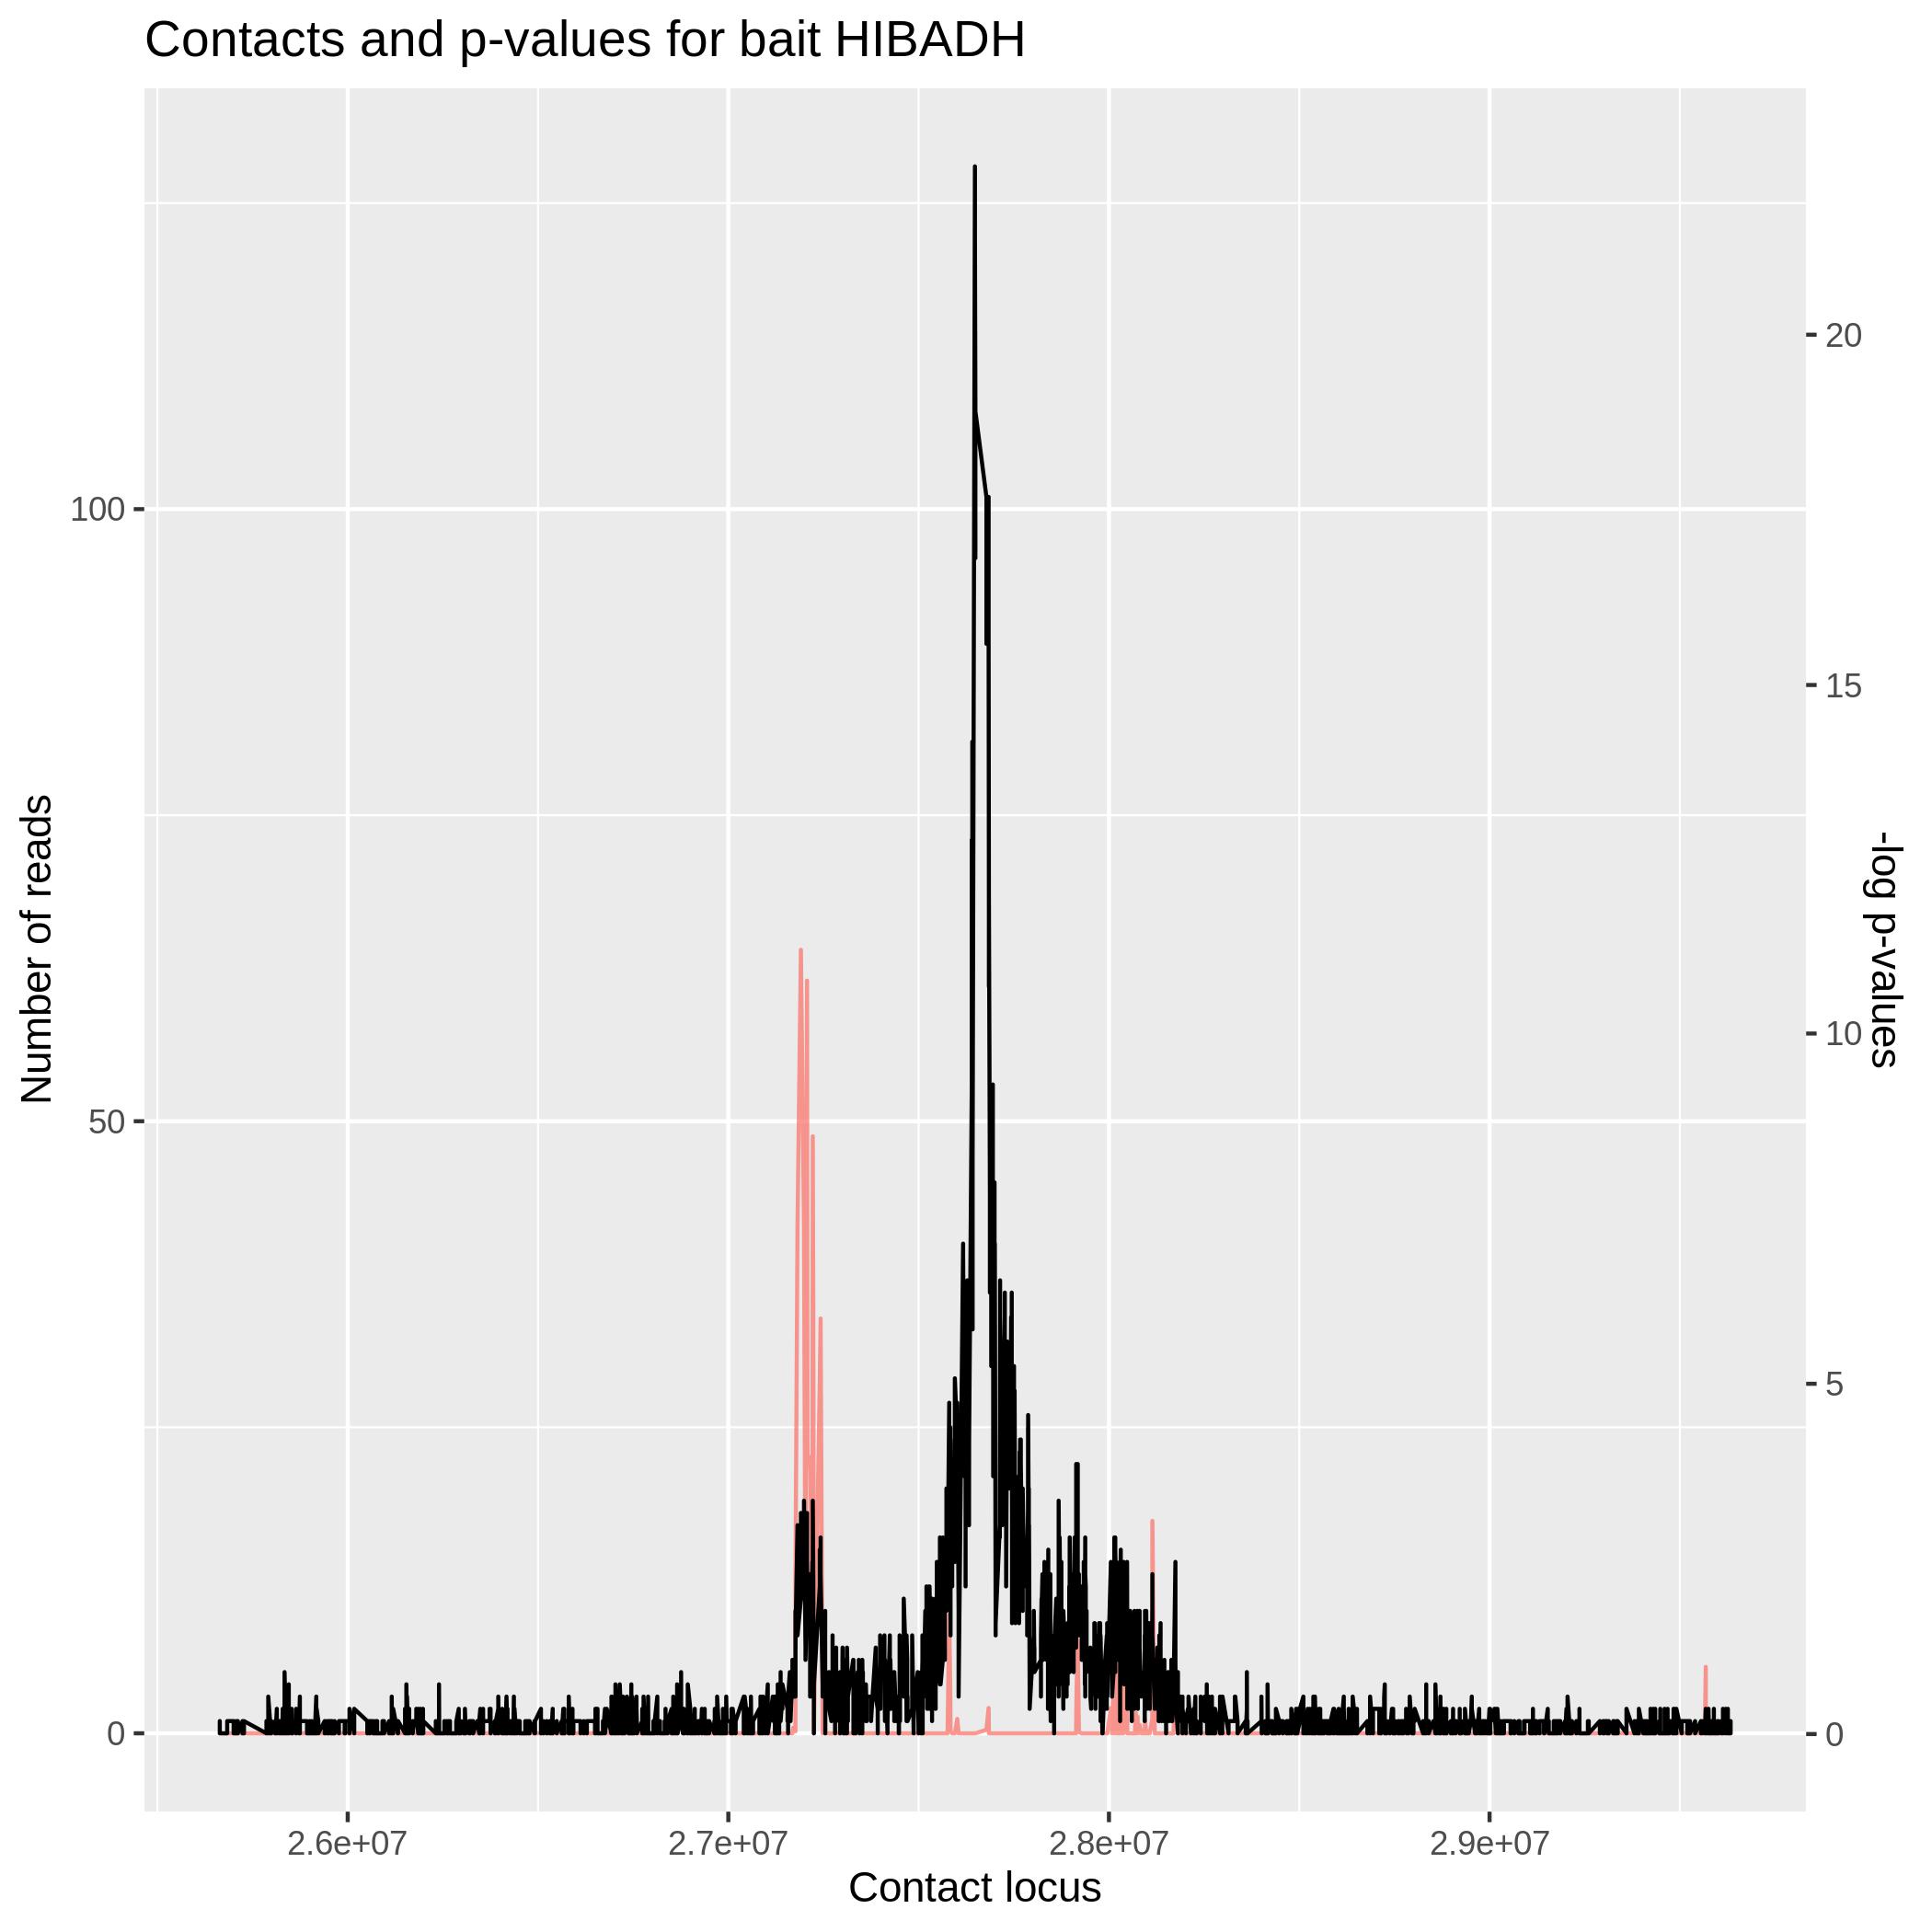 Contacts and p-values for bait HIBADH
Number of reads
100
50
0
20
15
10
5
0
-log p-values
2.6e+07 2.7e+07 2.8e+07 2.9e+07
Contact locus